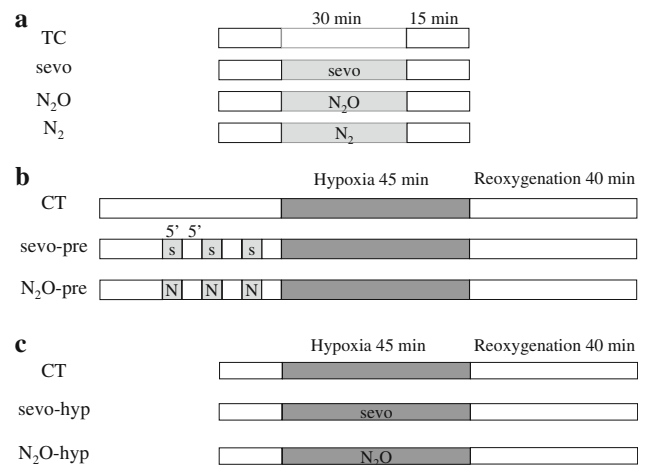 a
30 min 15 min
TC
sevo sevo
N₂O N₂O
N₂ N₂
b
Hypoxia 45 min Reoxygenation 40 min
CT
5’ 5’
sevo-pre s s s
N₂O-pre N N N
c
Hypoxia 45 min Reoxygenation 40 min
CT
sevo-hyp sevo
N₂O-hyp N₂O